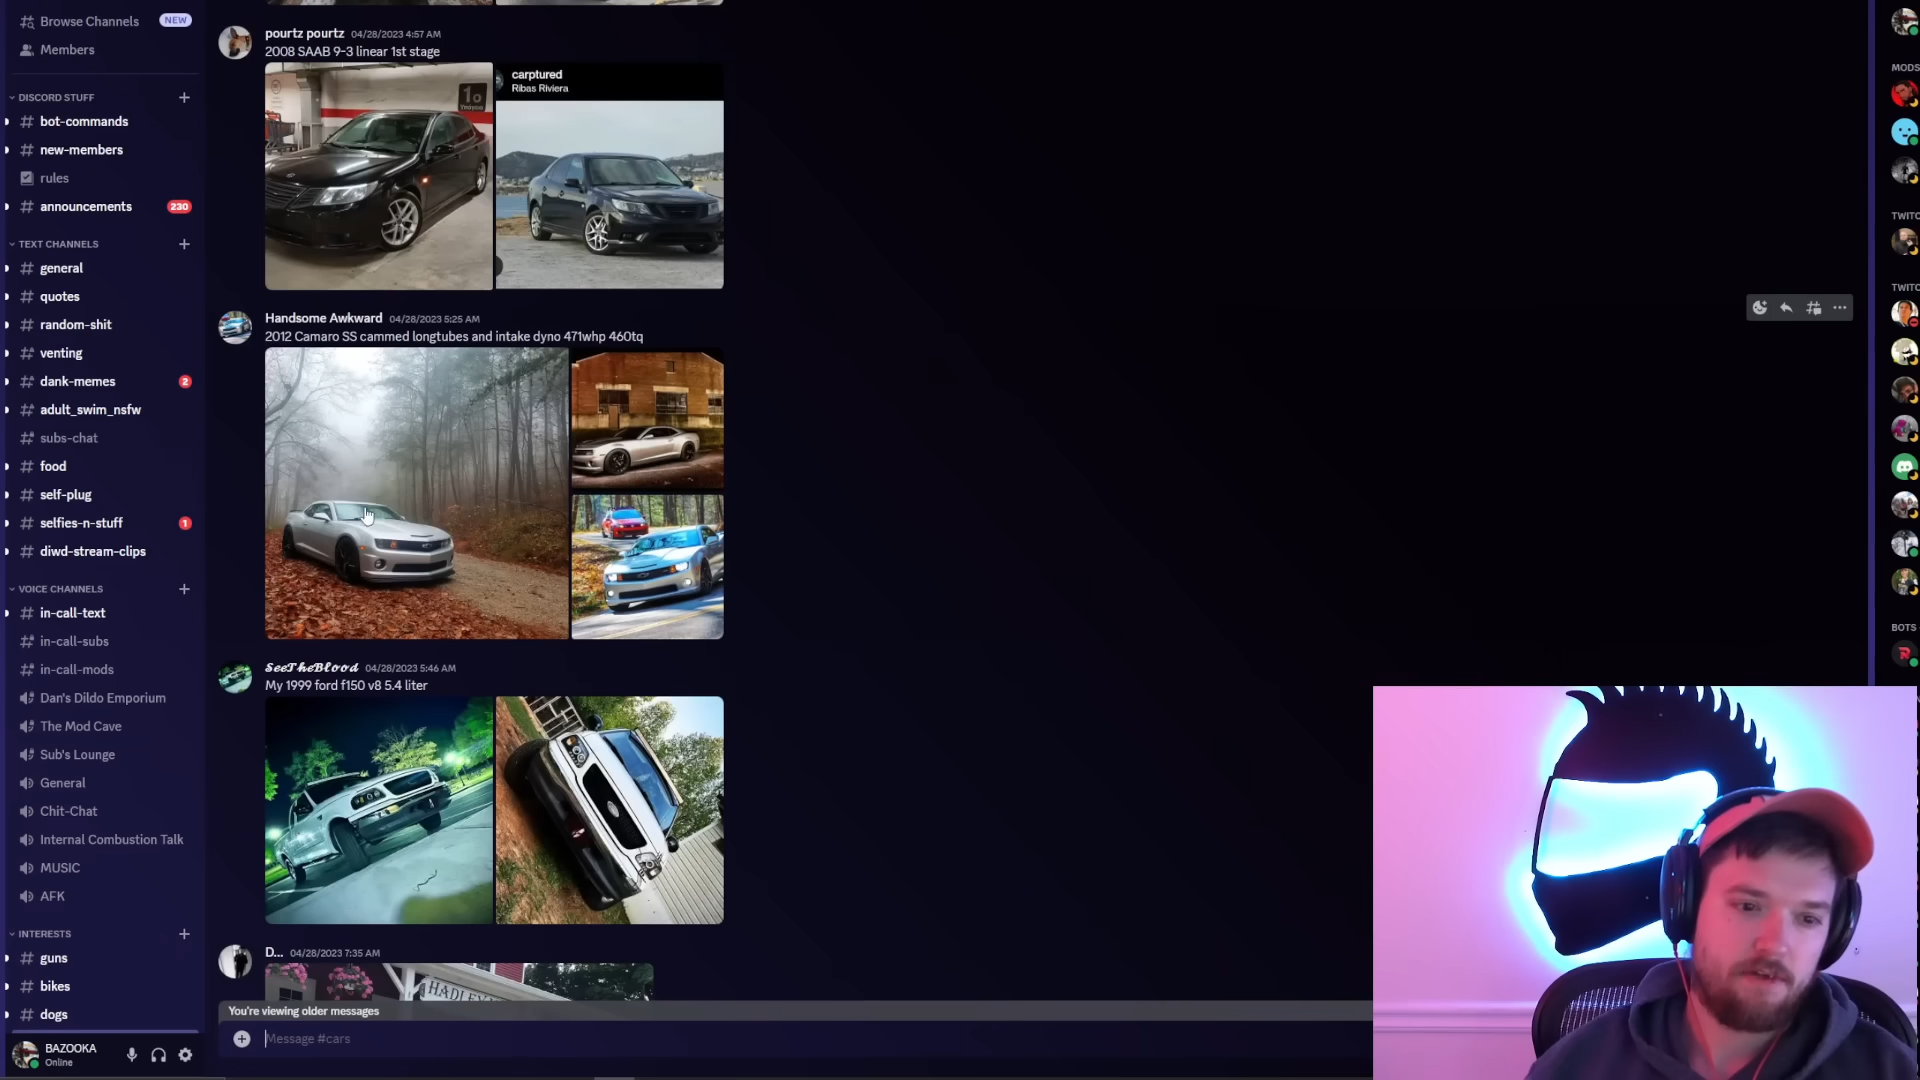 Browse Channels NEW
Members
DISCORD STUFF
bot-commands
new-members
rules
announcements 230
TEXT CHANNELS
general
quotes
random-shit
venting
dank-memes 2
adult_swim_nsfw
subs-chat
food
self-plug
selfies-n-stuff 1
diwd-stream-clips
VOICE CHANNELS
in-call-text
in-call-subs
in-call-mods
Dan's Dildo Emporium
The Mod Cave
Sub's Lounge
General
Chit-Chat
Internal Combustion Talk
MUSIC
AFK
INTERESTS
guns
bikes
dogs
BAZOOKA
Online
pourtz pourtz 04/28/2023 4:57 AM
2008 SAAB 9-3 linear 1st stage
carptured
Ribas Riviera
Handsome Awkward 04/28/2023 5:25 AM
2012 Camaro SS cammed longtubes and intake dyno 471whp 460tq
𝓢𝓮𝓮𝓣𝓱𝓮𝓑𝓵𝓸𝓸𝓭 04/28/2023 5:46 AM
My 1999 ford f150 v8 5.4 liter
D... 04/28/2023 7:35 AM
HADLEY
You're viewing older messages
Message #cars
MODS
TWITC
TWITC
BOTS